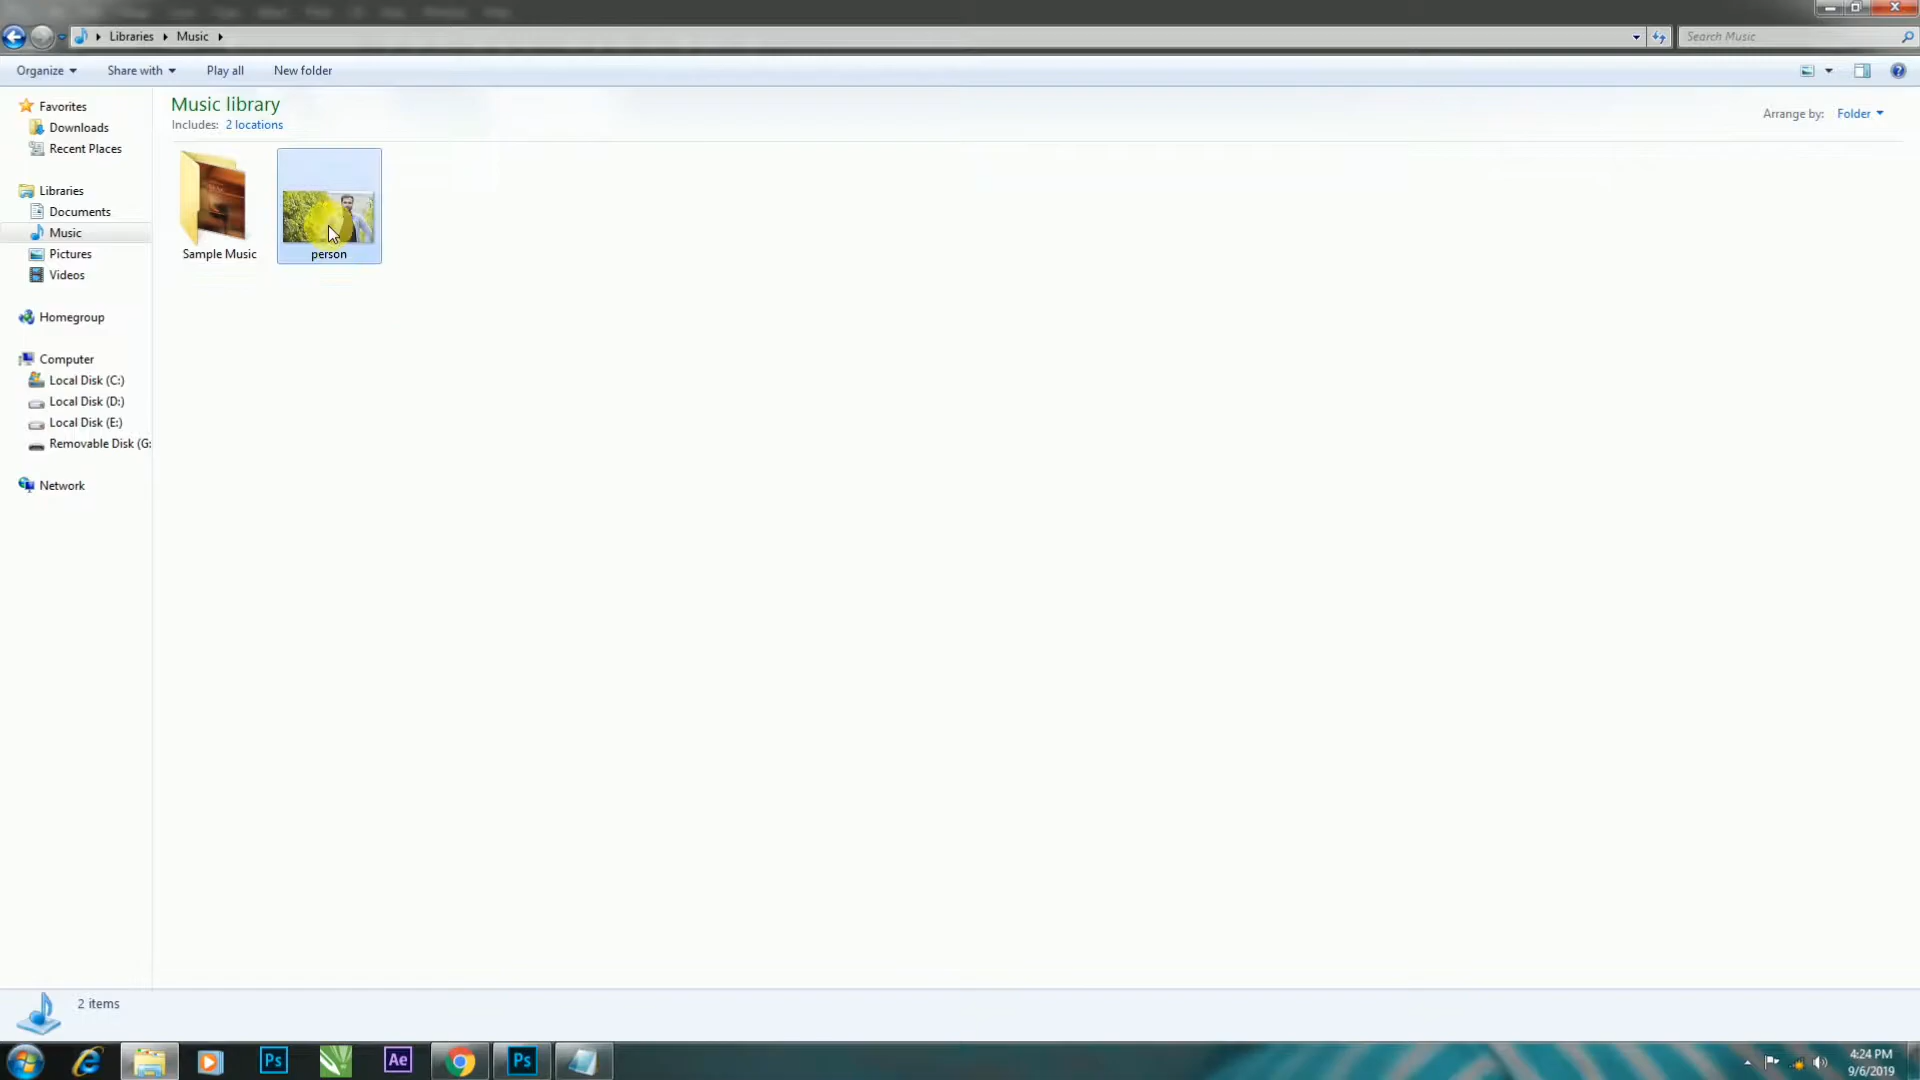 Libraries Music
Search Music
Organize Share with Play all New folder
Music library
Includes: 2 locations
Arrange by: Folder
Favorites
Downloads
Recent Places
Libraries
Documents
Music
Pictures
Videos
Homegroup
Computer
Local Disk (C:)
Local Disk (D:)
Local Disk (E:)
Removable Disk (G:
Network
Sample Music
person
2 items
Ps
Ae
Ps
4:24 PM
9/6/2019